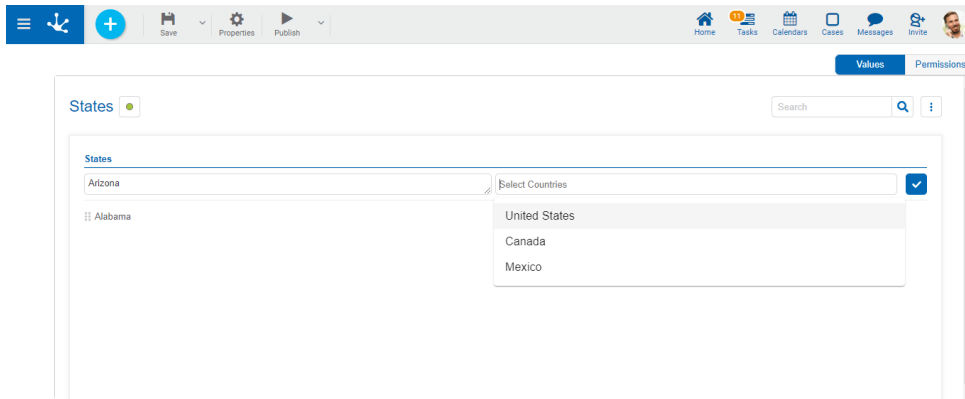 11
Save Properties Publish Home Tasks Calendars Cases Messages Invite
Values Permissions
States Search
States
Arizona Select Countries
Alabama
United States
Canada
Mexico